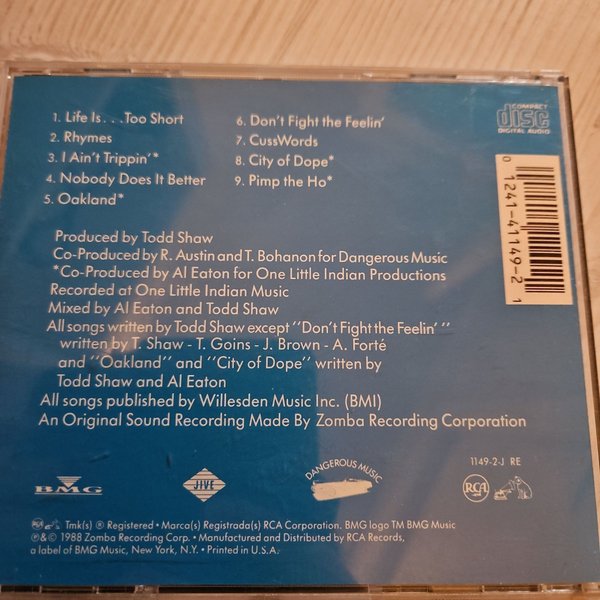 1. Life Is. . .Too Short
2. Rhymes
3. I Ain't Trippin'*
4. Nobody Does It Better
5. Oakland*
6. Don't Fight the Feelin'
7. CussWords
8. City of Dope*
9. Pimp the Ho*
COMPACT
disc
DIGITAL AUDIO
0 1241-41149-2 1
Produced by Todd Shaw
Co-Produced by R. Austin and T. Bohanon for Dangerous Music
*Co-Produced by Al Eaton for One Little Indian Productions
Recorded at One Little Indian Music
Mixed by Al Eaton and Todd Shaw
All songs written by Todd Shaw except "Don't Fight the Feelin' "
written by T. Shaw - T. Goins - J. Brown - A. Forté
and "Oakland" and "City of Dope" written by
Todd Shaw and Al Eaton
All songs published by Willesden Music Inc. (BMI)
An Original Sound Recording Made By Zomba Recording Corporation
BMG
JIVE
DANGEROUS MUSIC
1149-2-J RE
RCA
Tmk(s) ® Registered • Marca(s) Registrada(s) RCA Corporation. BMG logo TM BMG Music
℗&© 1988 Zomba Recording Corp. • Manufactured and Distributed by RCA Records,
a label of BMG Music, New York, N.Y. • Printed in U.S.A.